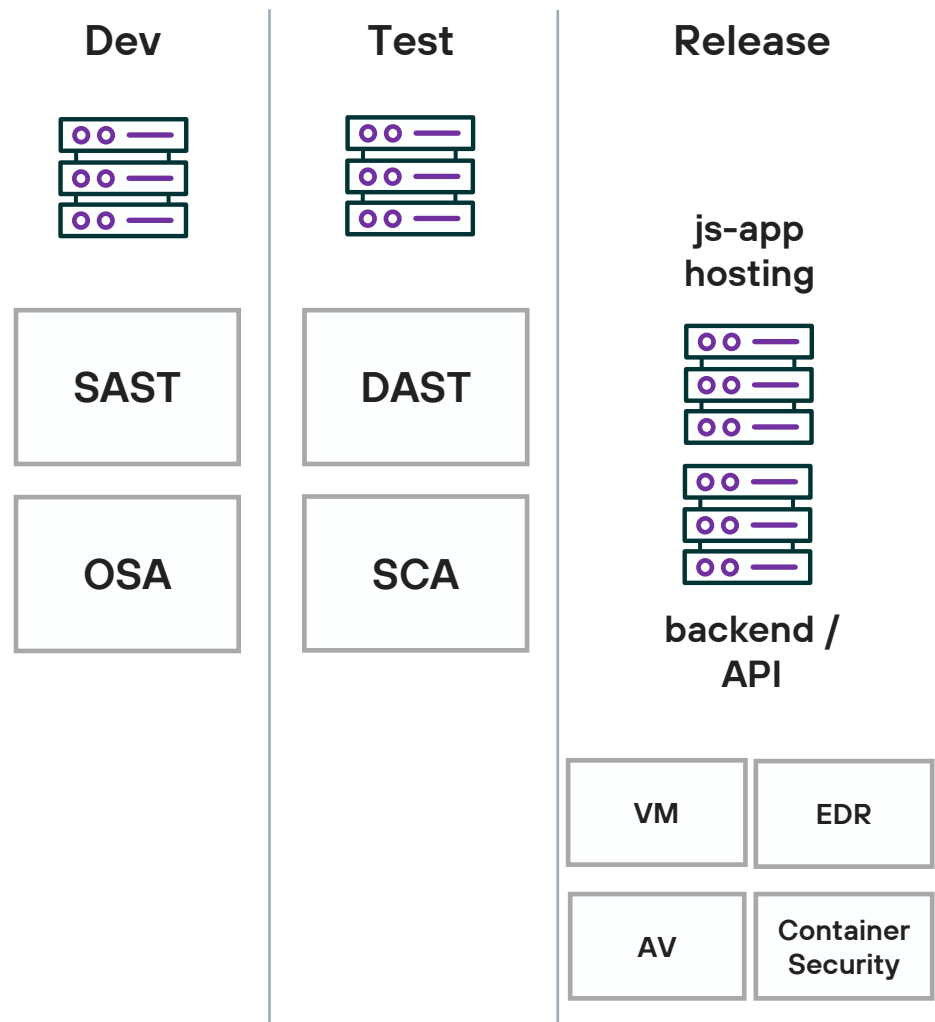 Dev
Test
Release
SAST
OSA
DAST
SCA
js-app
hosting
backend /
API
VM
EDR
AV
Container
Security